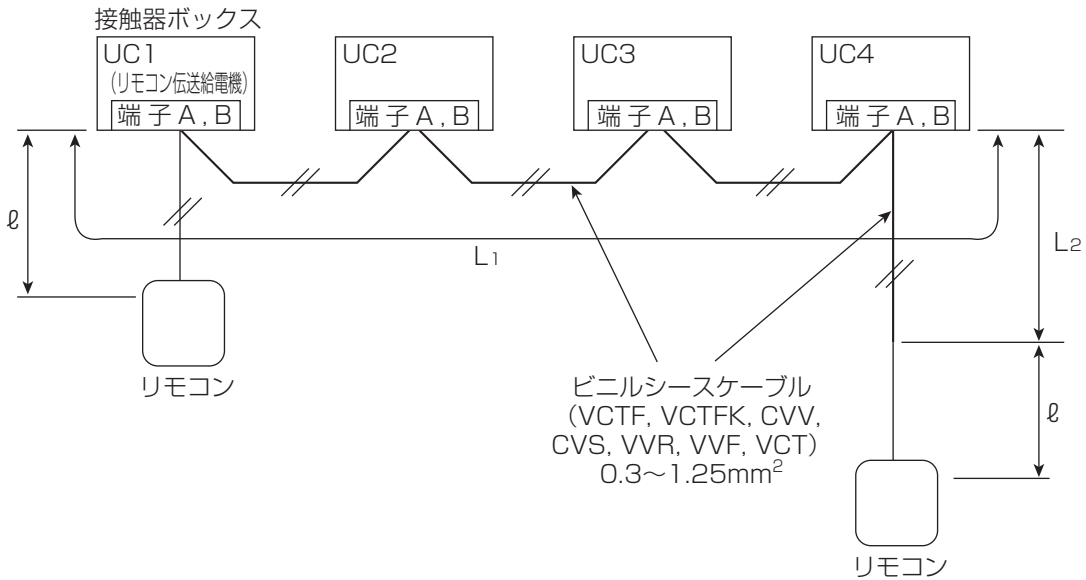 接触器ボックス
UC1
(リモコン伝送給電機)
端子A,B
UC2
端子A,B
UC3
端子A,B
UC4
端子A,B
ℓ
L1
L2
リモコン
ビニルシースケーブル
(VCTF, VCTFK, CVV,
CVS, VVR, VVF, VCT)
0.3〜1.25mm²
ℓ
リモコン